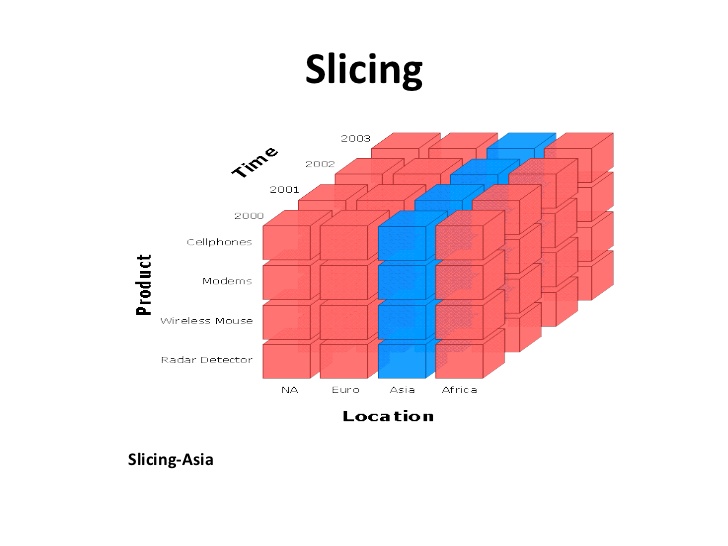 Slicing
Time
2003
2002
2001
2000
Product
Cellphones
Modems
Wireless Mouse
Radar Detector
NA Euro Asia Africa
Location
Slicing-Asia